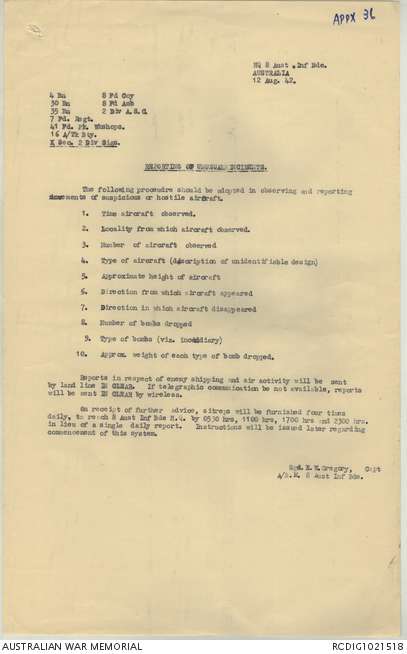 APPX 36
HQ 8 Aust .Inf Bde.
AUSTRALIA
12 Aug. 42.
4 Bn 8 Fd Coy
30 Bn 8 Fd Amb
35 Bn 2 Div A.S.C.
7 Fd. Regt.
41 Fd. Pk. Wkshops.
16 A/Tk Bty.
K Sec. 2 Div Sigs.
REPORTING OF UNUSUAL INCIDENTS.
The following procedure should be adopted in observing and reporting
movements of suspicious or hostile aircraft.
1. Time aircraft observed.
2. Locality from which aircraft observed.
3. Number of aircraft observed
4. Type of aircraft (description of unidentifiable design)
5. Approximate height of aircraft
6. Direction from which aircraft appeared
7. Direction in which aircraft disappeared
8. Number of bombs dropped
9. Type of bombs (viz. incendiary)
10. Approx. weight of each type of bomb dropped.
Reports in respect of enemy shipping and air activity will be sent
by land line IN CLEAR. If telegraphic communication be not available, reports
will be sent IN CLEAR by wireless.
On receipt of further advice, sitreps will be furnished four times
daily, to reach 8 Aust Inf Bde H.Q. by 0530 hrs, 1100 hrs, 1700 hrs and 2300 hrs.
in lieu of a single daily report. Instructions will be issued later regarding
commencement of this system.
Sgd. Gregory, Capt
A/B.M. 8 Aust Inf Bde.
AUSTRALIAN WAR MEMORIAL RCDIG1021518